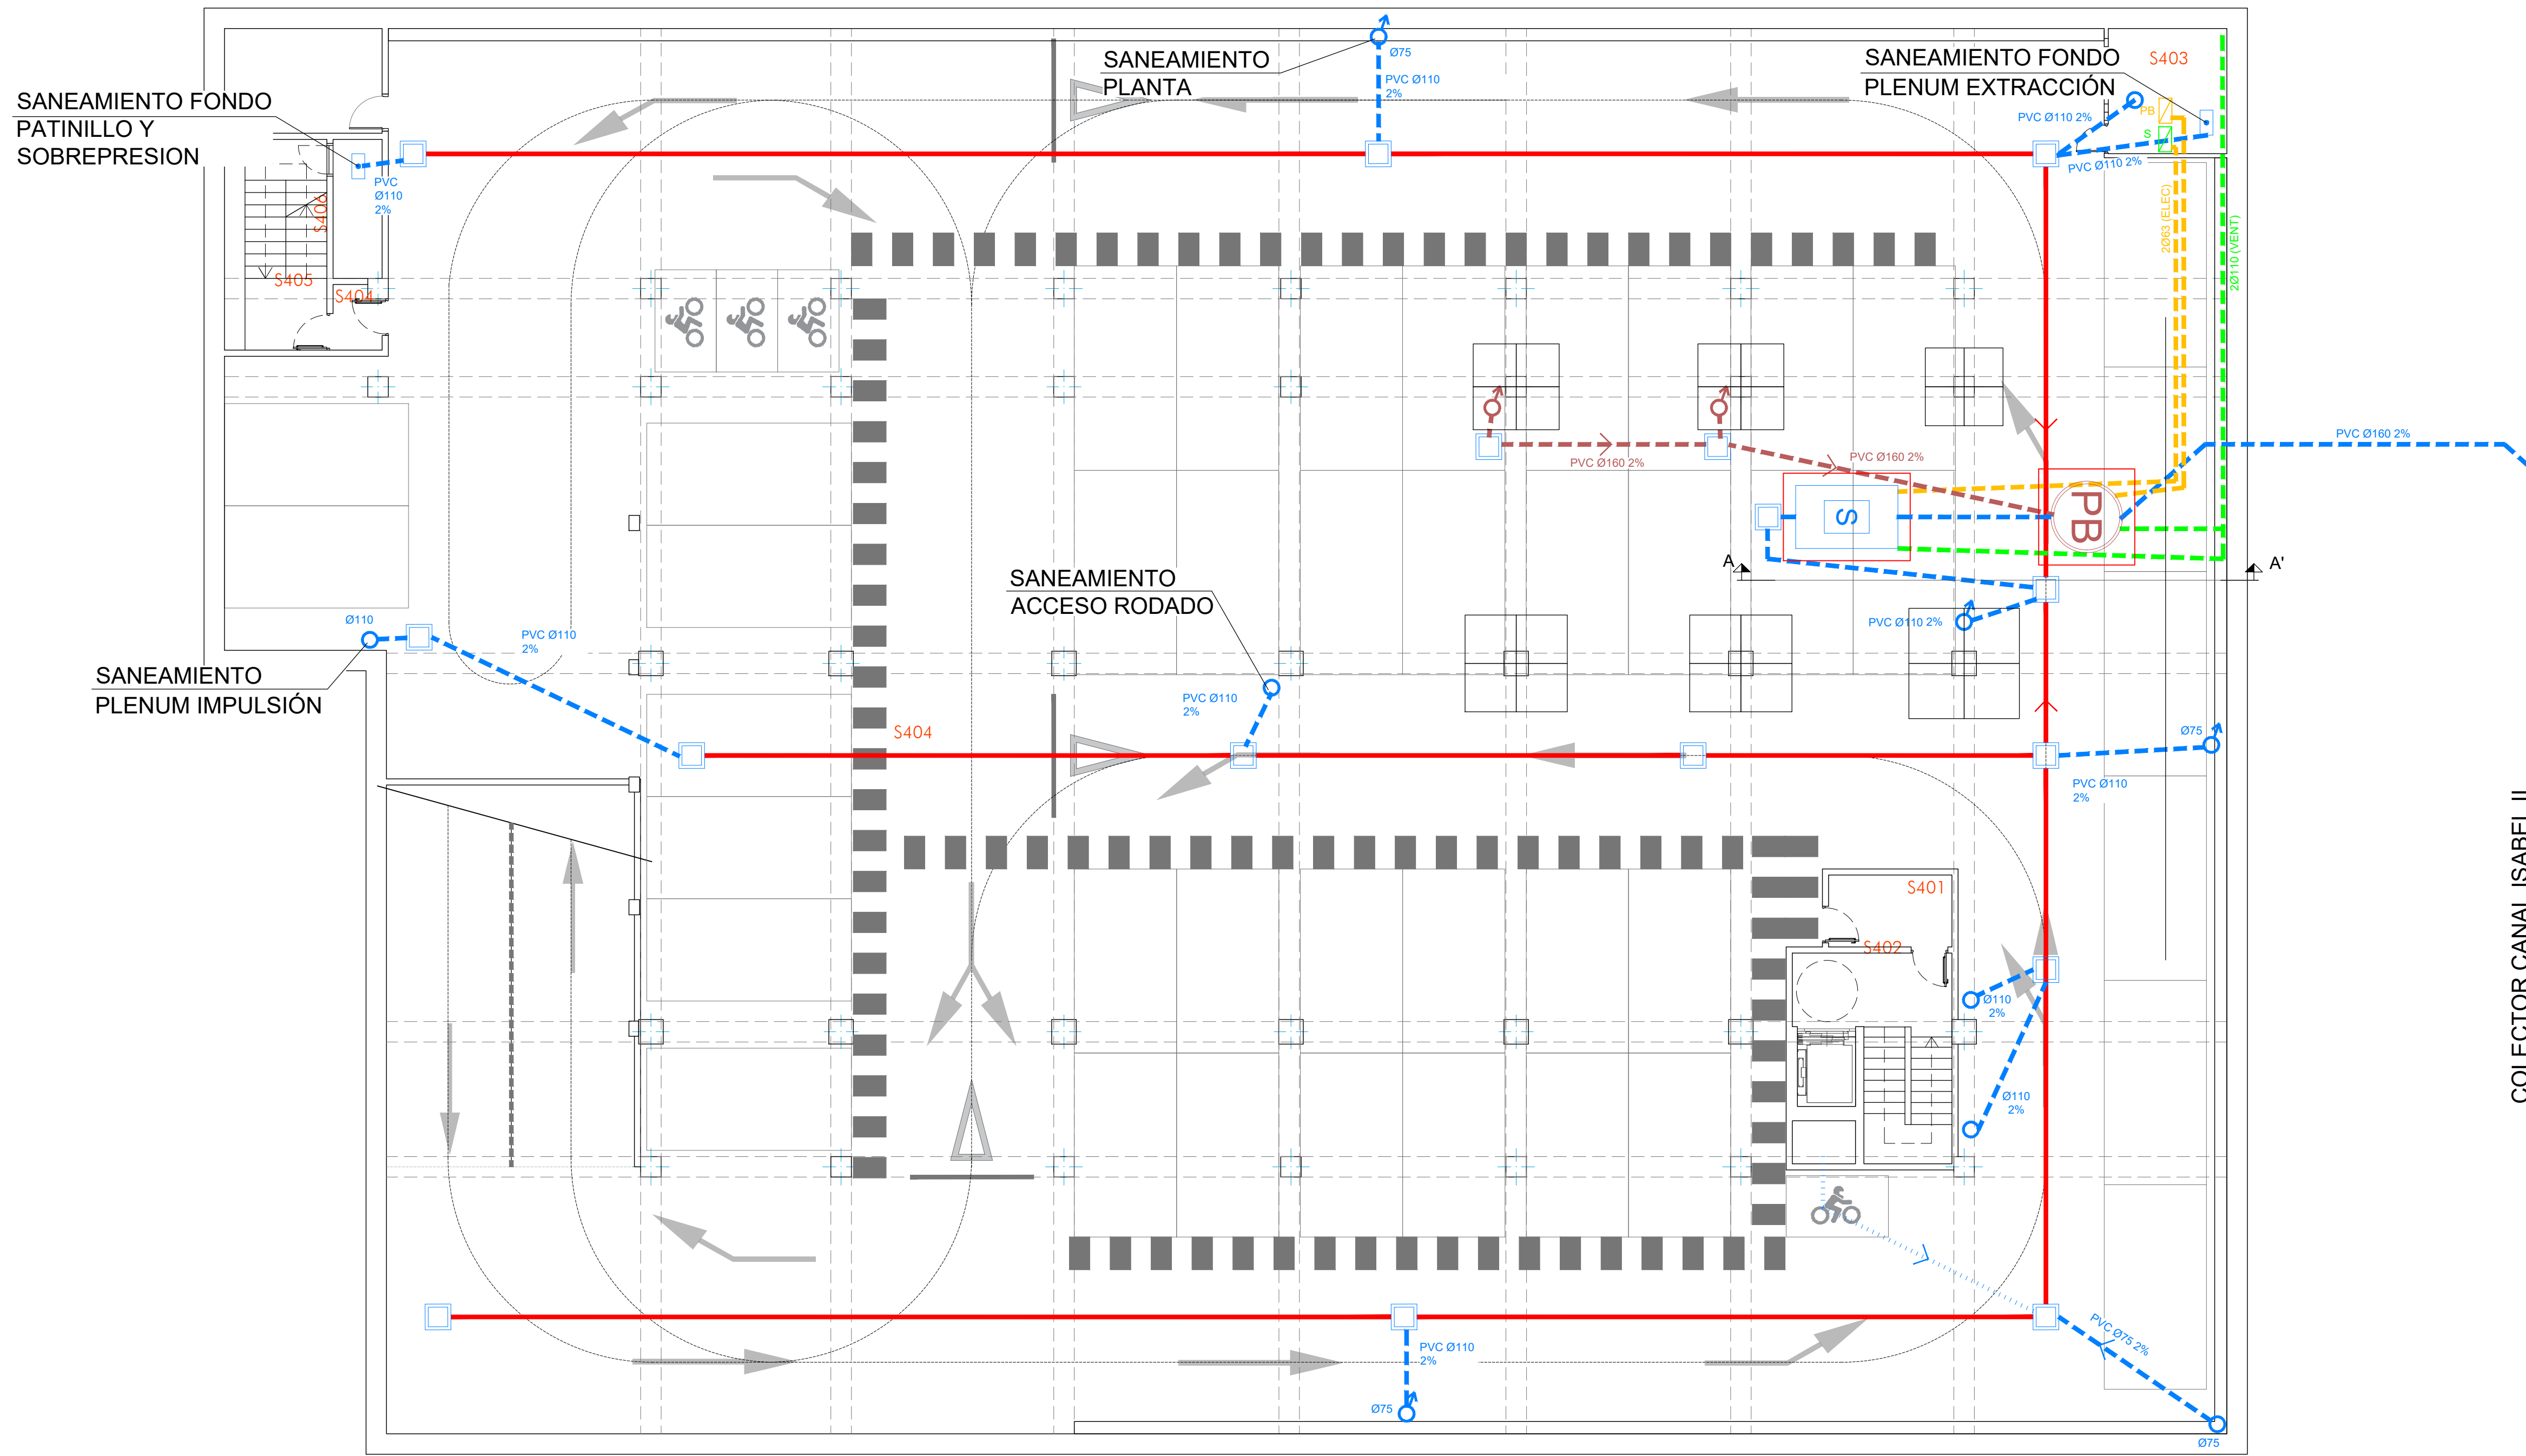 SANEAMIENTO
PLANTA
Ø75
PVC Ø110
2%
SANEAMIENTO FONDO
PLENUM EXTRACCIÓN
S403
SANEAMIENTO FONDO
PATINILLO Y
SOBREPRESION
PVC Ø110 2%
PB
S
PVC Ø110 2%
PVC
Ø110
2%
S406
S405
S404
2Ø63 (ELEC)
2Ø110 (VENT)
PVC Ø160 2%
PVC Ø160 2%
PVC Ø160 2%
S
PB
A
A'
SANEAMIENTO
ACCESO RODADO
Ø110
PVC Ø110
2%
PVC Ø110 2%
SANEAMIENTO
PLENUM IMPULSIÓN
PVC Ø110
2%
S404
Ø75
PVC Ø110
2%
COLECTOR CANAL ISABEL II
S401
S402
Ø110
2%
Ø110
2%
PVC Ø110
2%
Ø75
PVC Ø75 2%
Ø75